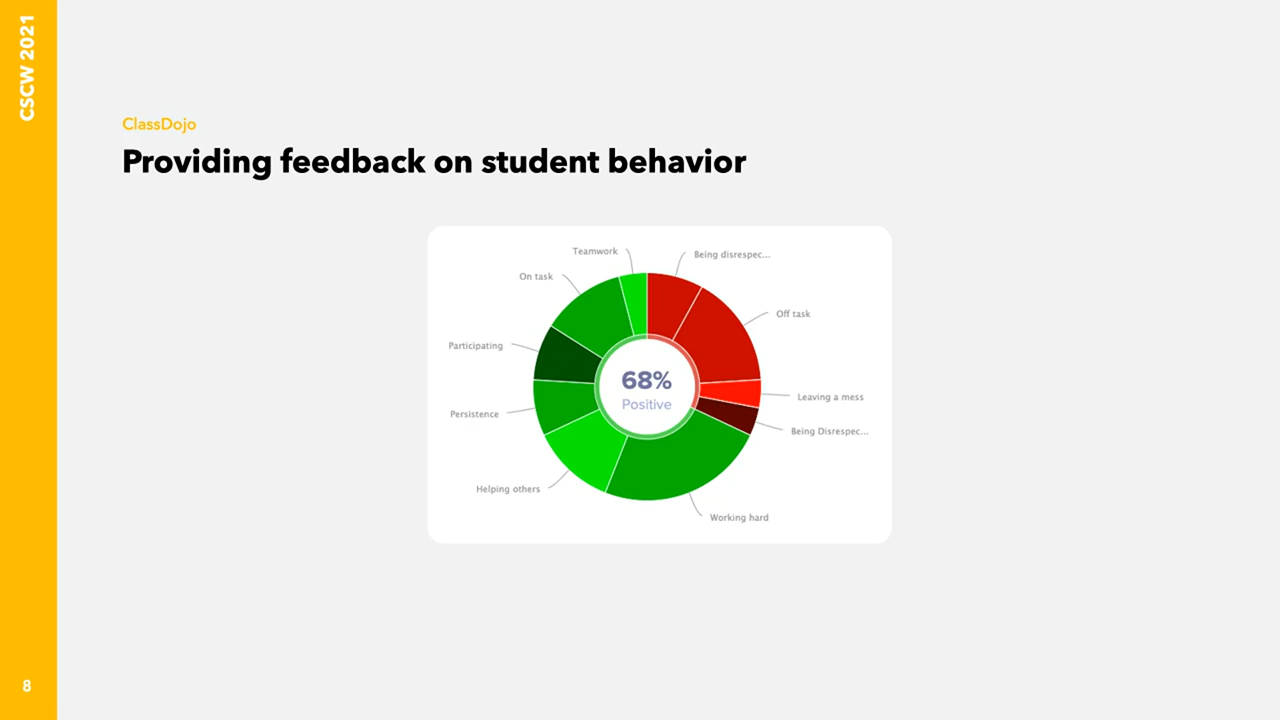 CSCW 2021
ClassDojo
Providing feedback on student behavior
Teamwork
Being disrespec...
On task
Off task
Participating
68%
Positive
Leaving a mess
Persistence
Being Disrespec...
Helping others
Working hard
8